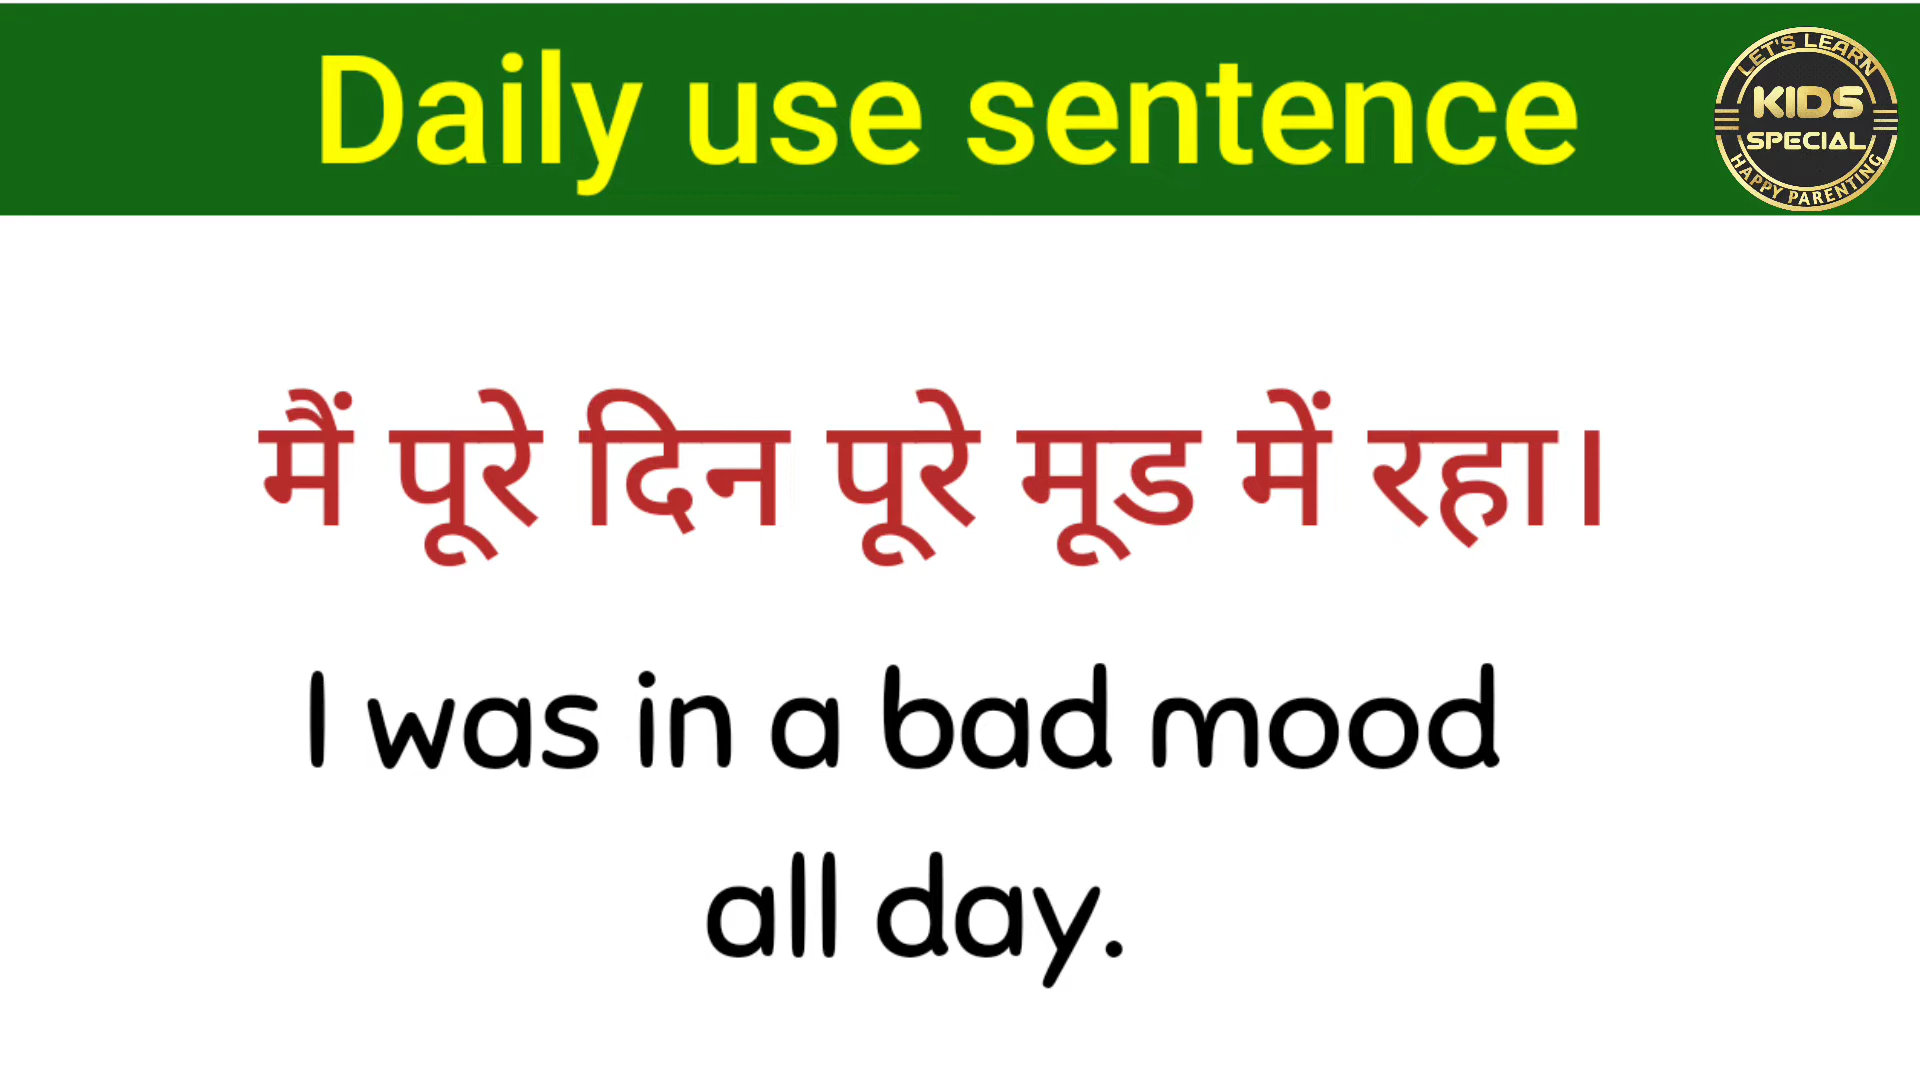 Daily use sentence
LET'S LEARN
KIDS
SPECIAL
HAPPY PARENTING
मैं पूरे दिन पूरे मूड में रहा।
I was in a bad mood
all day.